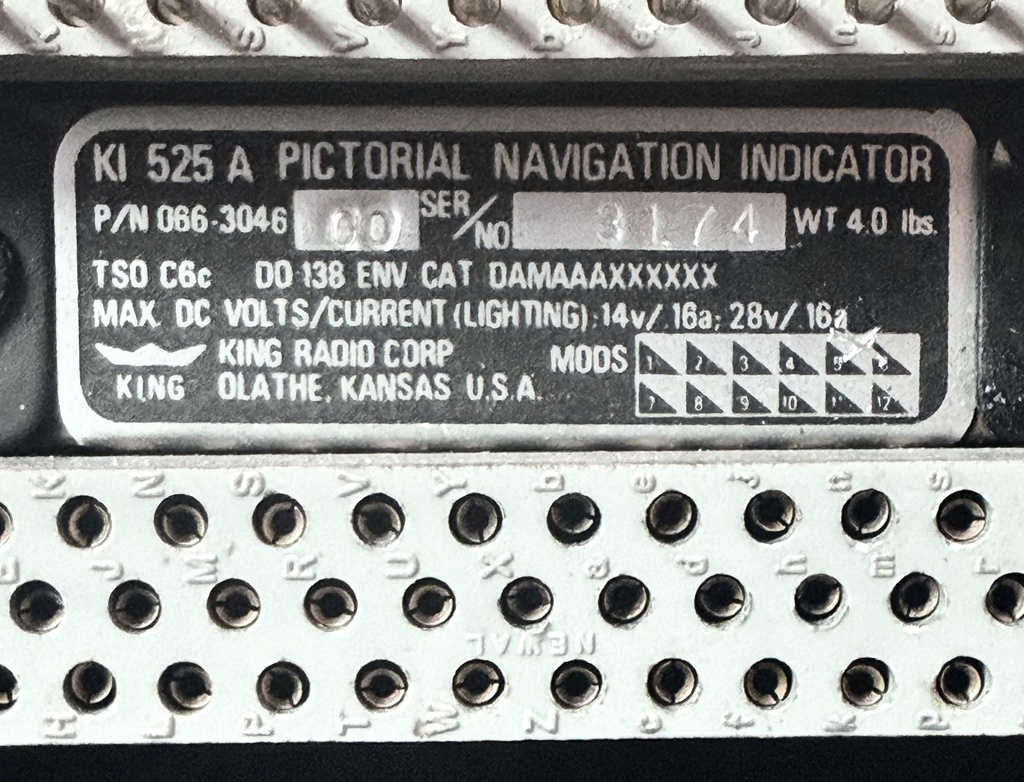 KI 525 A PICTORIAL NAVIGATION INDICATOR
P/N 066-3046 00 SER/NO 3174 WT 4.0 lbs.
TSO C6c DO 138 ENV CAT DAMAAAXXXXXX
MAX. DC VOLTS/CURRENT (LIGHTING): 14v/.16a; 28v/.16a
KING RADIO CORP MODS 1 2 3 4 5 6
KING OLATHE, KANSAS U.S.A. 7 8 9 10 11 12
K N S V Y b e j n s
J M R U X a d h m r
WINCHESTER
H L P T W Z c f k p